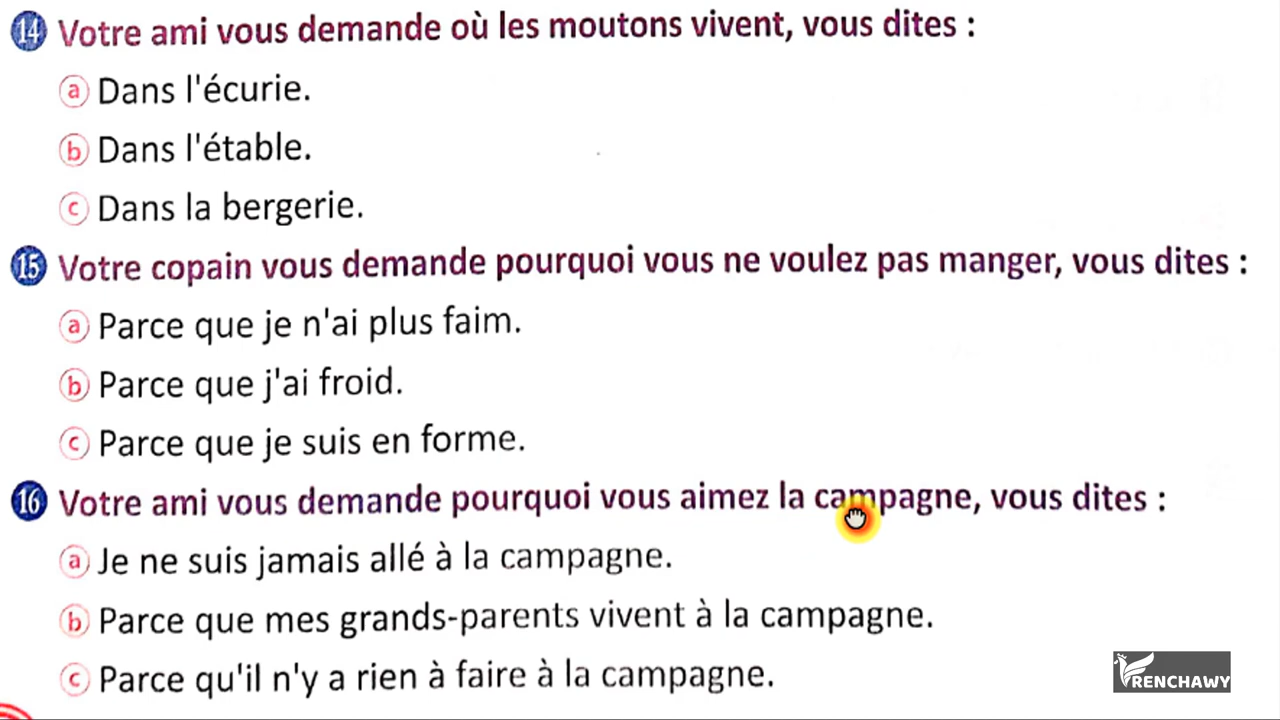 14 Votre ami vous demande où les moutons vivent, vous dites :
a Dans l'écurie.
b Dans l'étable.
c Dans la bergerie.
15 Votre copain vous demande pourquoi vous ne voulez pas manger, vous dites :
a Parce que je n'ai plus faim.
b Parce que j'ai froid.
c Parce que je suis en forme.
16 Votre ami vous demande pourquoi vous aimez la campagne, vous dites :
a Je ne suis jamais allé à la campagne.
b Parce que mes grands-parents vivent à la campagne.
c Parce qu'il n'y a rien à faire à la campagne.
RENCHAWY